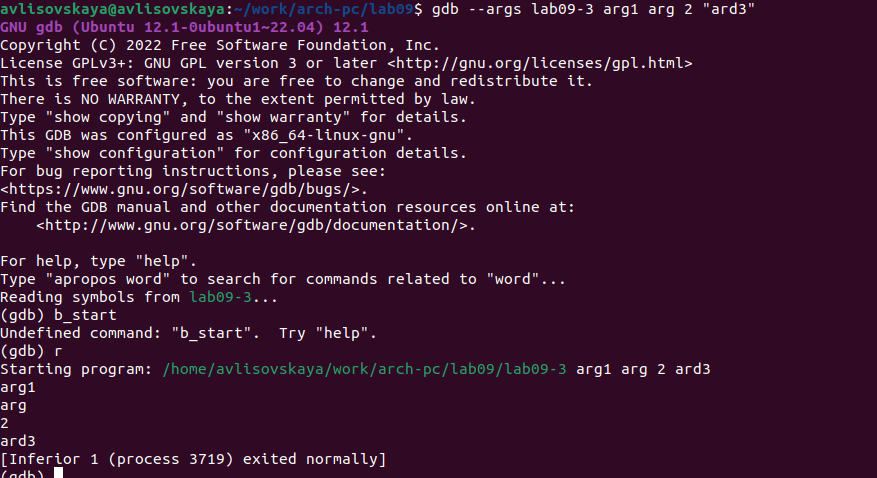 avlisovskaya@avlisovskaya:~/work/arch-pc/lab09$ gdb --args lab09-3 arg1 arg 2 "ard3"
GNU gdb (Ubuntu 12.1-0ubuntu1~22.04) 12.1
Copyright (C) 2022 Free Software Foundation, Inc.
License GPLv3+: GNU GPL version 3 or later <http://gnu.org/licenses/gpl.html>
This is free software: you are free to change and redistribute it.
There is NO WARRANTY, to the extent permitted by law.
Type "show copying" and "show warranty" for details.
This GDB was configured as "x86_64-linux-gnu".
Type "show configuration" for configuration details.
For bug reporting instructions, please see:
<https://www.gnu.org/software/gdb/bugs/>.
Find the GDB manual and other documentation resources online at:
    <http://www.gnu.org/software/gdb/documentation/>.

For help, type "help".
Type "apropos word" to search for commands related to "word"...
Reading symbols from lab09-3...
(gdb) b_start
Undefined command: "b_start".  Try "help".
(gdb) r
Starting program: /home/avlisovskaya/work/arch-pc/lab09/lab09-3 arg1 arg 2 ard3
arg1
arg
2
ard3
[Inferior 1 (process 3719) exited normally]
(gdb)